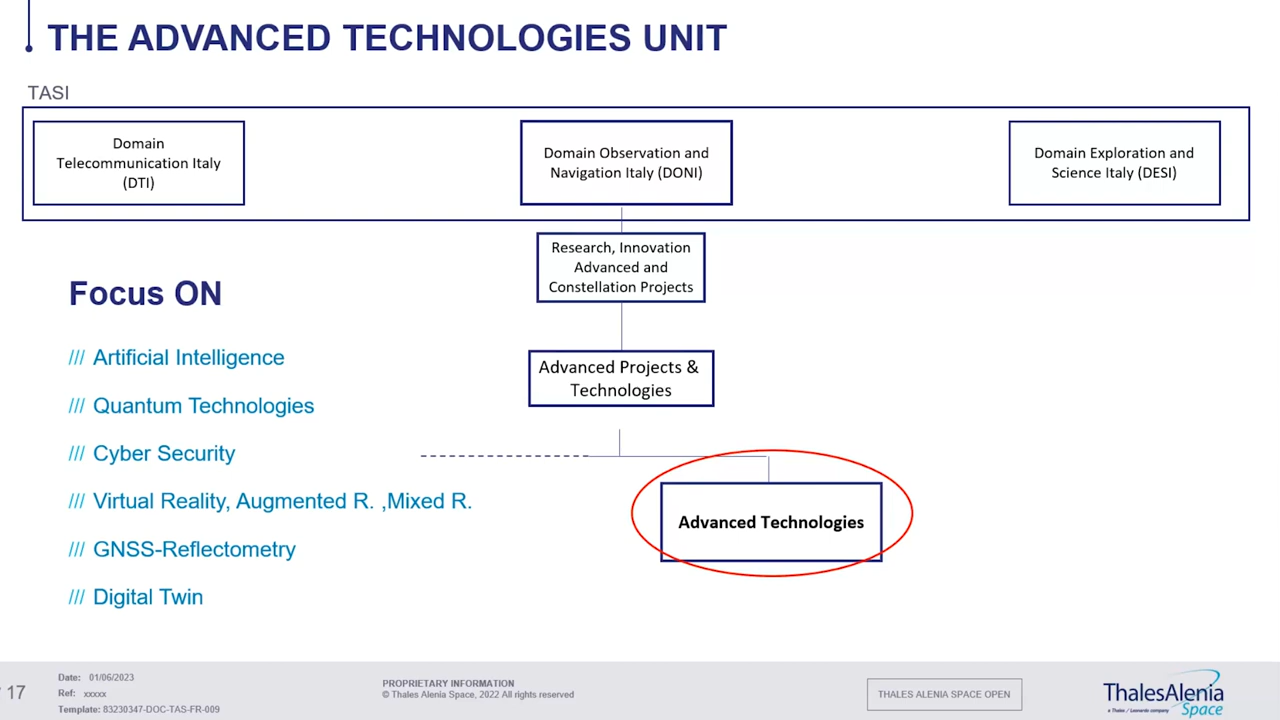 THE ADVANCED TECHNOLOGIES UNIT
TASI
Domain
Telecommunication Italy
(DTI)
Domain Observation and
Navigation Italy (DONI)
Domain Exploration and
Science Italy (DESI)
Research, Innovation
Advanced and
Constellation Projects
Advanced Projects &
Technologies
Advanced Technologies
Focus ON
/// Artificial Intelligence
/// Quantum Technologies
/// Cyber Security
/// Virtual Reality, Augmented R. ,Mixed R.
/// GNSS-Reflectometry
/// Digital Twin
17
Date: 01/06/2023
Ref: xxxxx
Template: 83230347-DOC-TAS-FR-009
PROPRIETARY INFORMATION
© Thales Alenia Space, 2022 All rights reserved
THALES ALENIA SPACE OPEN
ThalesAlenia
a Thales / Leonardo company
Space